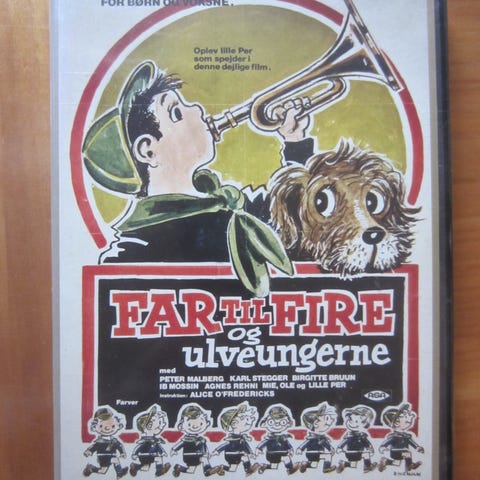 FOR BØRN OG VOKSNE.
Oplev lille Per
som spejder i
denne dejlige film.
FAR TIL FIRE
og
ulveungerne
med
PETER MALBERG KARL STEGGER BIRGITTE BRUUN
IB MOSSIN AGNES REHNI MIE, OLE og LILLE PER
Instruktion: ALICE O'FREDERICKS
ASA
Farver